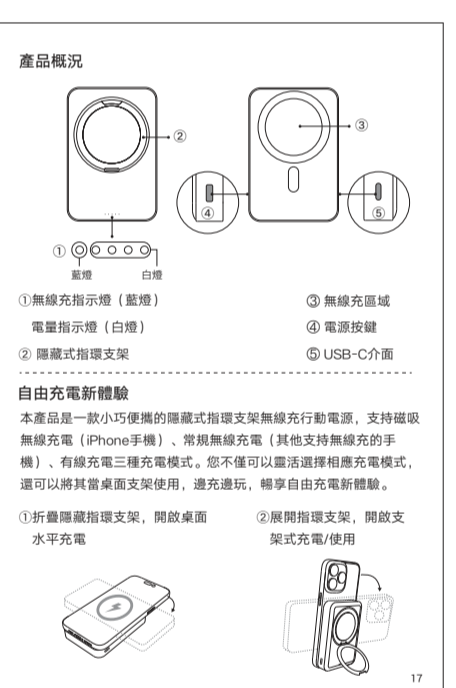 產品概況
②
③
④
⑤
①
藍燈
白燈
①無線充指示燈（藍燈）
電量指示燈（白燈）
② 隱藏式指環支架
③ 無線充區域
④ 電源按鍵
⑤ USB-C介面
自由充電新體驗
本產品是一款小巧便攜的隱藏式指環支架無線充行動電源，支持磁吸
無線充電（iPhone手機）、常規無線充電（其他支持無線充的手
機）、有線充電三種充電模式。您不僅可以靈活選擇相應充電模式，
還可以將其當桌面支架使用，邊充邊玩，暢享自由充電新體驗。
①折疊隱藏指環支架，開啟桌面
水平充電
②展開指環支架，開啟支
架式充電/使用
17